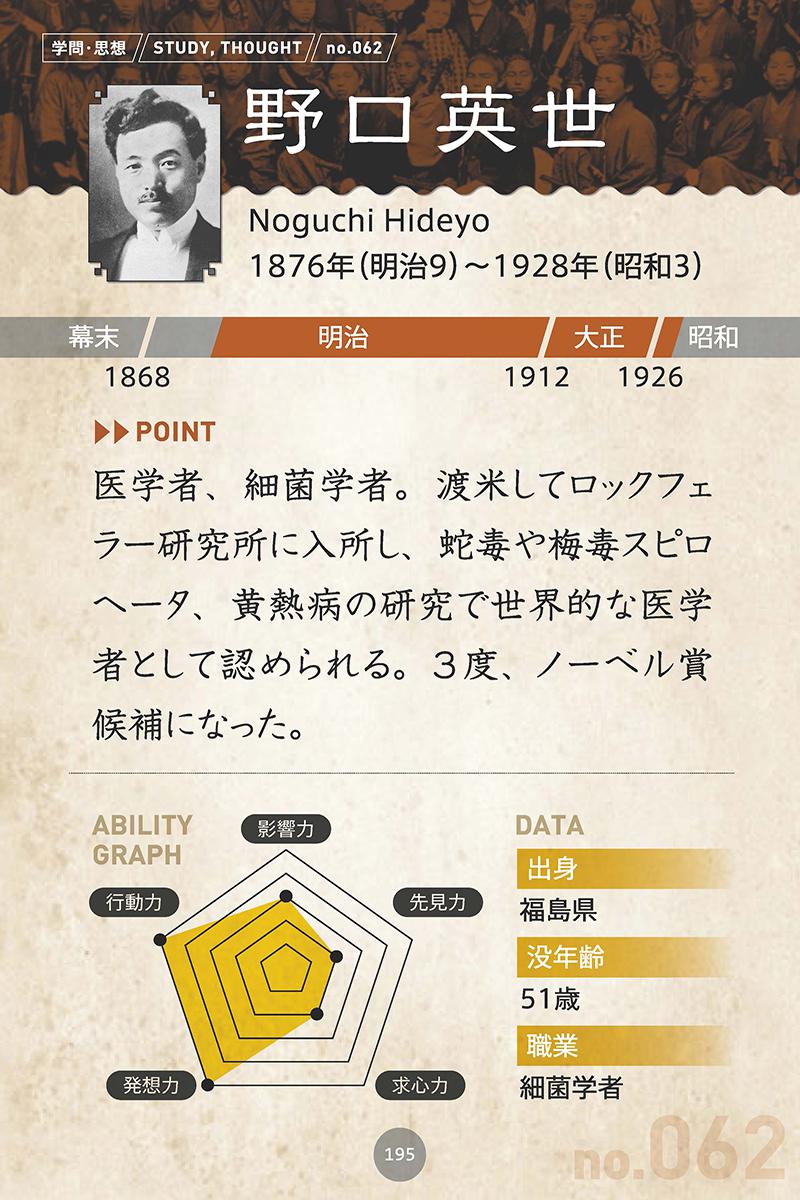 学問・思想 STUDY, THOUGHT no.062
野口英世
Noguchi Hideyo
1876年(明治9)〜1928年(昭和3)
幕末 明治 大正 昭和
1868 1912 1926
POINT
医学者、細菌学者。渡米してロックフェ
ラー研究所に入所し、蛇毒や梅毒スピロ
ヘータ、黄熱病の研究で世界的な医学
者として認められる。3度、ノーベル賞
候補になった。
ABILITY
GRAPH
影響力
行動力
先見力
発想力
求心力
DATA
出身
福島県
没年齢
51歳
職業
細菌学者
195
no.062